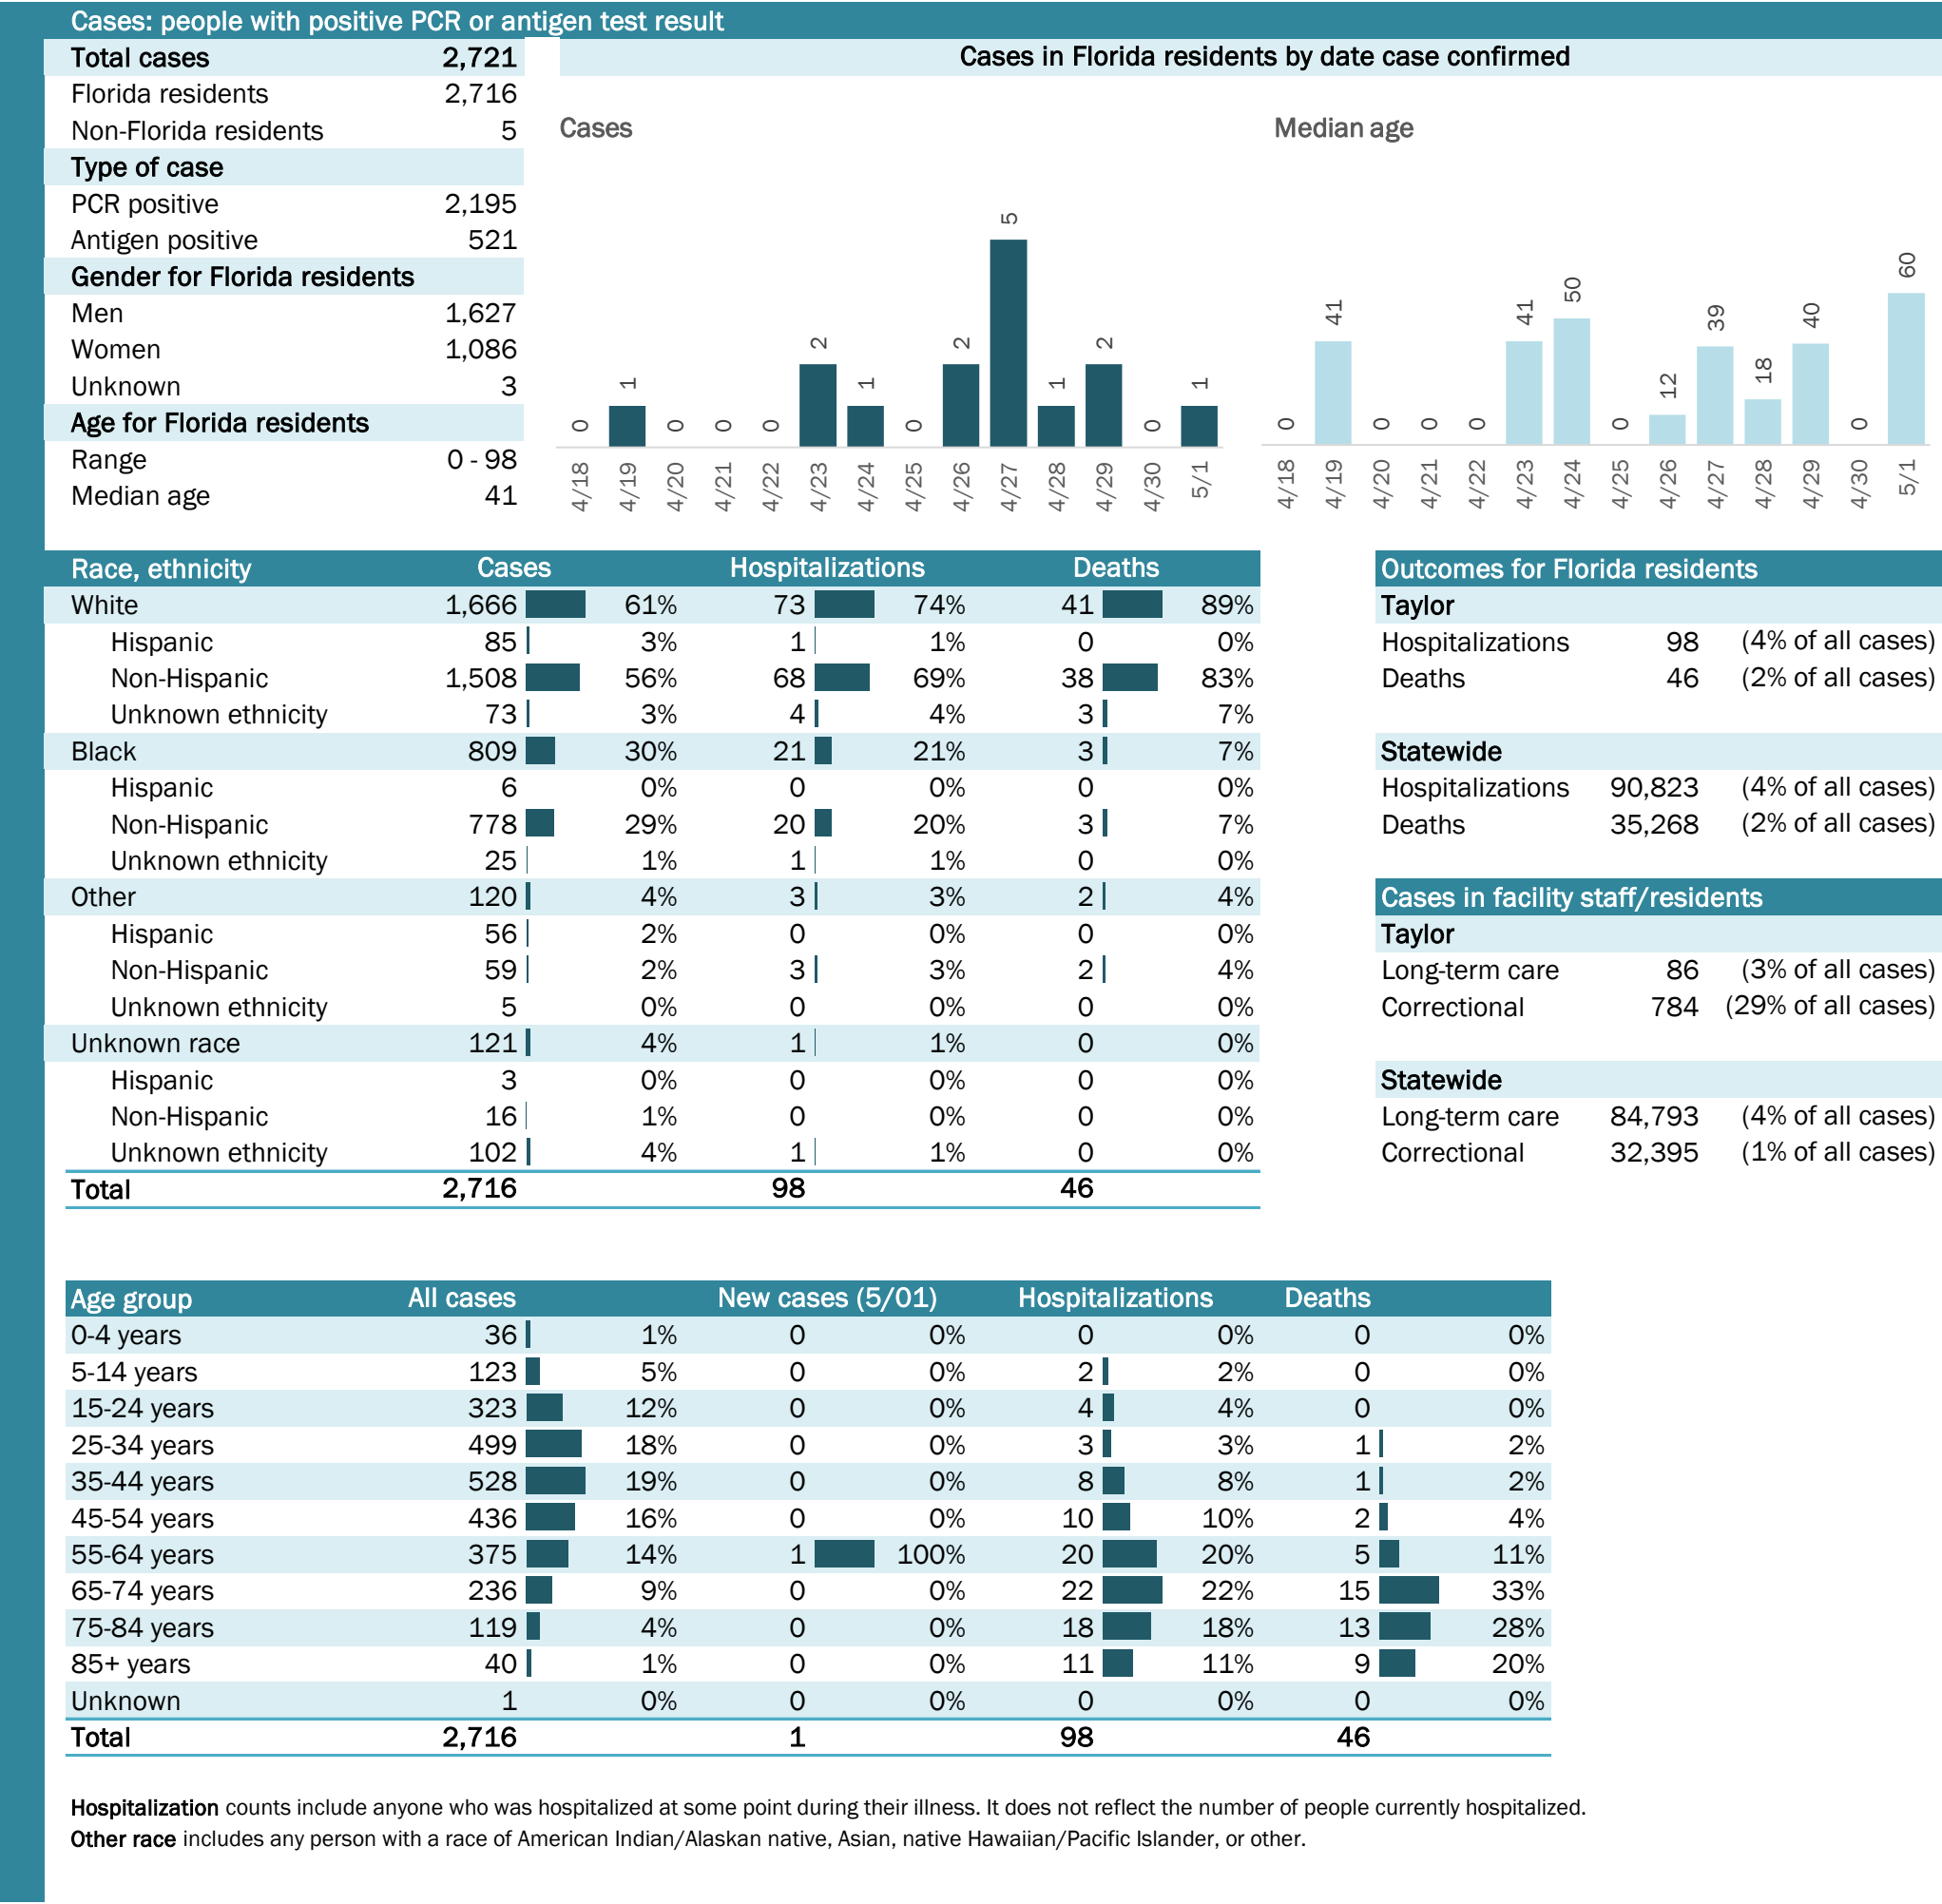 Cases: people with positive PCR or antigen test result
Total cases 2,721
Florida residents 2,716
Non-Florida residents 5
Type of case
PCR positive 2,195
Antigen positive 521
Gender for Florida residents
Men 1,627
Women 1,086
Unknown 3
Age for Florida residents
Range 0 - 98
Median age 41
Cases in Florida residents by date case confirmed
Cases
0 1 0 0 0 2 1 0 2 5 1 2 0 1
4/18 4/19 4/20 4/21 4/22 4/23 4/24 4/25 4/26 4/27 4/28 4/29 4/30 5/1
Median age
0 41 0 0 0 41 50 0 12 39 18 40 0 60
4/18 4/19 4/20 4/21 4/22 4/23 4/24 4/25 4/26 4/27 4/28 4/29 4/30 5/1
Race, ethnicity Cases Hospitalizations Deaths
White 1,666 61% 73 74% 41 89%
Hispanic 85 3% 1 1% 0 0%
Non-Hispanic 1,508 56% 68 69% 38 83%
Unknown ethnicity 73 3% 4 4% 3 7%
Black 809 30% 21 21% 3 7%
Hispanic 6 0% 0 0% 0 0%
Non-Hispanic 778 29% 20 20% 3 7%
Unknown ethnicity 25 1% 1 1% 0 0%
Other 120 4% 3 3% 2 4%
Hispanic 56 2% 0 0% 0 0%
Non-Hispanic 59 2% 3 3% 2 4%
Unknown ethnicity 5 0% 0 0% 0 0%
Unknown race 121 4% 1 1% 0 0%
Hispanic 3 0% 0 0% 0 0%
Non-Hispanic 16 1% 0 0% 0 0%
Unknown ethnicity 102 4% 1 1% 0 0%
Total 2,716 98 46
Outcomes for Florida residents
Taylor
Hospitalizations 98 (4% of all cases)
Deaths 46 (2% of all cases)
Statewide
Hospitalizations 90,823 (4% of all cases)
Deaths 35,268 (2% of all cases)
Cases in facility staff/residents
Taylor
Long-term care 86 (3% of all cases)
Correctional 784 (29% of all cases)
Statewide
Long-term care 84,793 (4% of all cases)
Correctional 32,395 (1% of all cases)
Age group All cases New cases (5/01) Hospitalizations Deaths
0-4 years 36 1% 0 0% 0 0% 0 0%
5-14 years 123 5% 0 0% 2 2% 0 0%
15-24 years 323 12% 0 0% 4 4% 0 0%
25-34 years 499 18% 0 0% 3 3% 1 2%
35-44 years 528 19% 0 0% 8 8% 1 2%
45-54 years 436 16% 0 0% 10 10% 2 4%
55-64 years 375 14% 1 100% 20 20% 5 11%
65-74 years 236 9% 0 0% 22 22% 15 33%
75-84 years 119 4% 0 0% 18 18% 13 28%
85+ years 40 1% 0 0% 11 11% 9 20%
Unknown 1 0% 0 0% 0 0% 0 0%
Total 2,716 1 98 46
Hospitalization counts include anyone who was hospitalized at some point during their illness. It does not reflect the number of people currently hospitalized.
Other race includes any person with a race of American Indian/Alaskan native, Asian, native Hawaiian/Pacific Islander, or other.